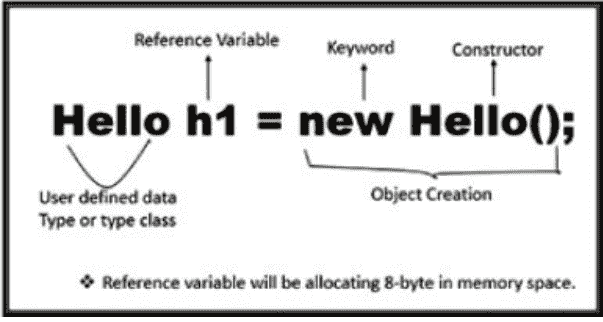 Reference Variable
Keyword
Constructor
Hello h1 = new Hello();
User defined data
Type or type class
Object Creation
❖ Reference variable will be allocating 8-byte in memory space.